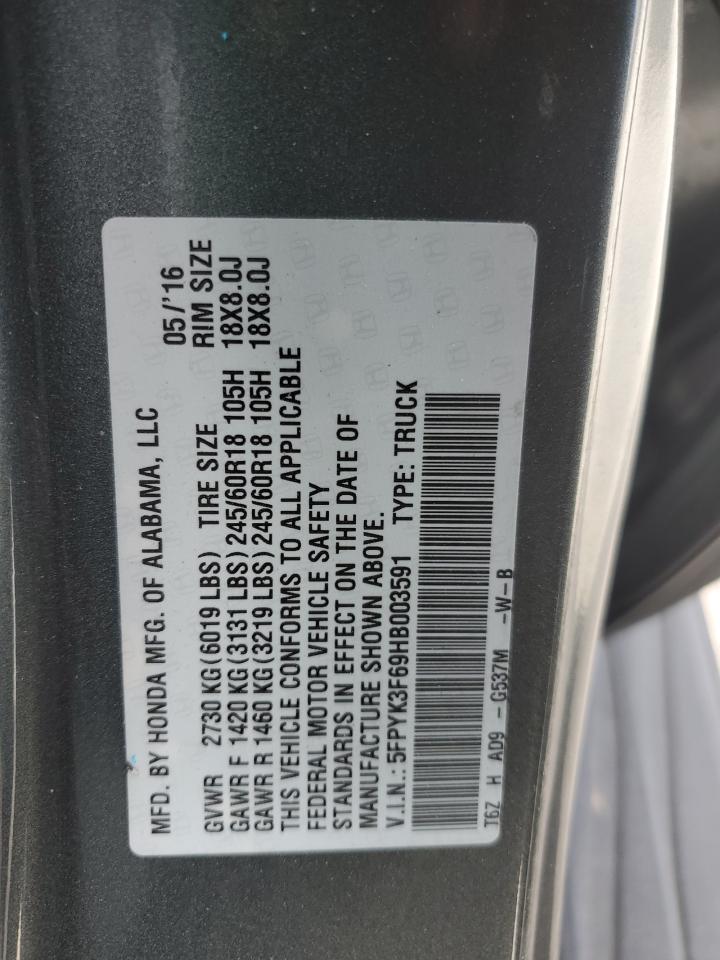 MFD. BY HONDA MFG. OF ALABAMA, LLC 05/'16
GVWR 2730 KG(6019 LBS) TIRE SIZE RIM SIZE
GAWR F 1420 KG(3131 LBS) 245/60R18 105H 18X8.0J
GAWR R 1460 KG(3219 LBS) 245/60R18 105H 18X8.0J
THIS VEHICLE CONFORMS TO ALL APPLICABLE
FEDERAL MOTOR VEHICLE SAFETY
STANDARDS IN EFFECT ON THE DATE OF
MANUFACTURE SHOWN ABOVE.
V.I.N.: 5FPYK3F69HB003591 TYPE: TRUCK
T6Z H AD9 - G537M -W-B